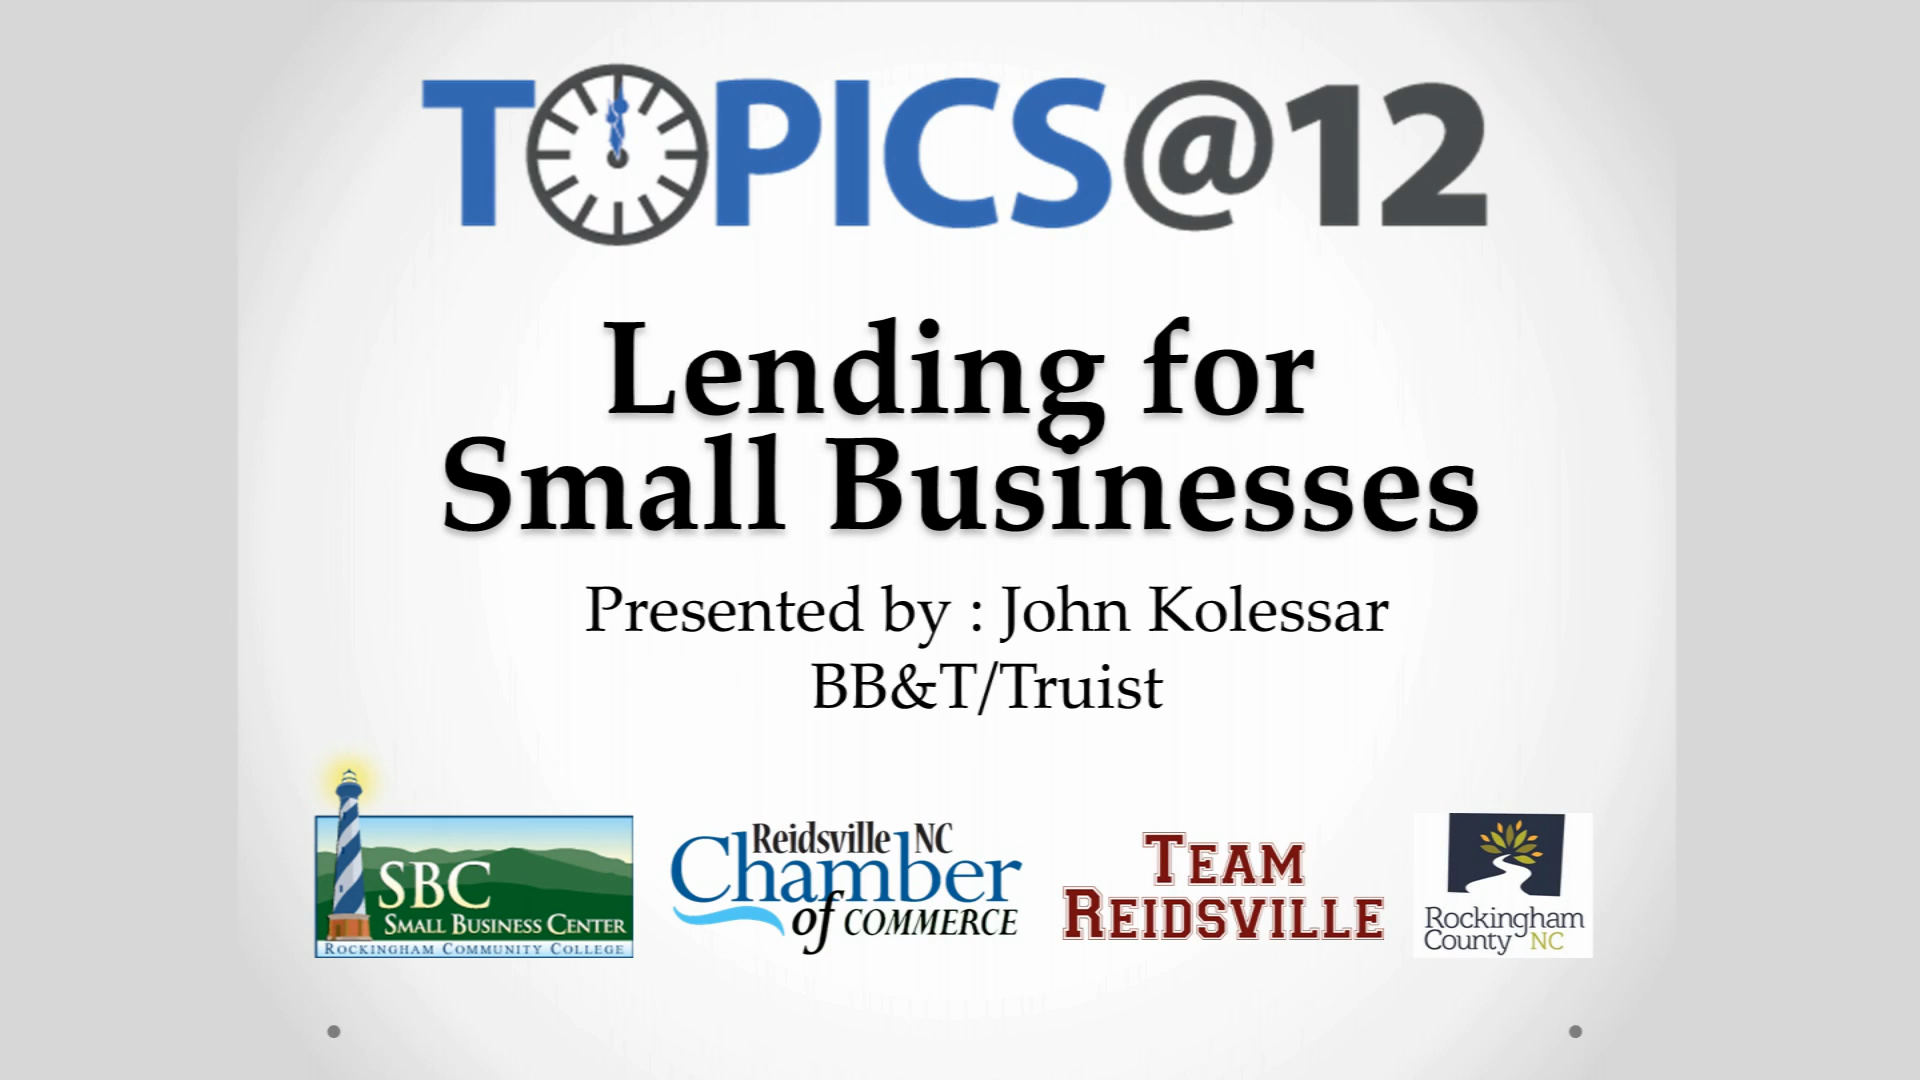 TOPICS@12
Lending for
Small Businesses
Presented by : John Kolessar
BB&T/Truist
SBC
SMALL BUSINESS CENTER
ROCKINGHAM COMMUNITY COLLEGE
Reidsville NC
Chamber
of COMMERCE
TEAM
REIDSVILLE
Rockingham
County NC